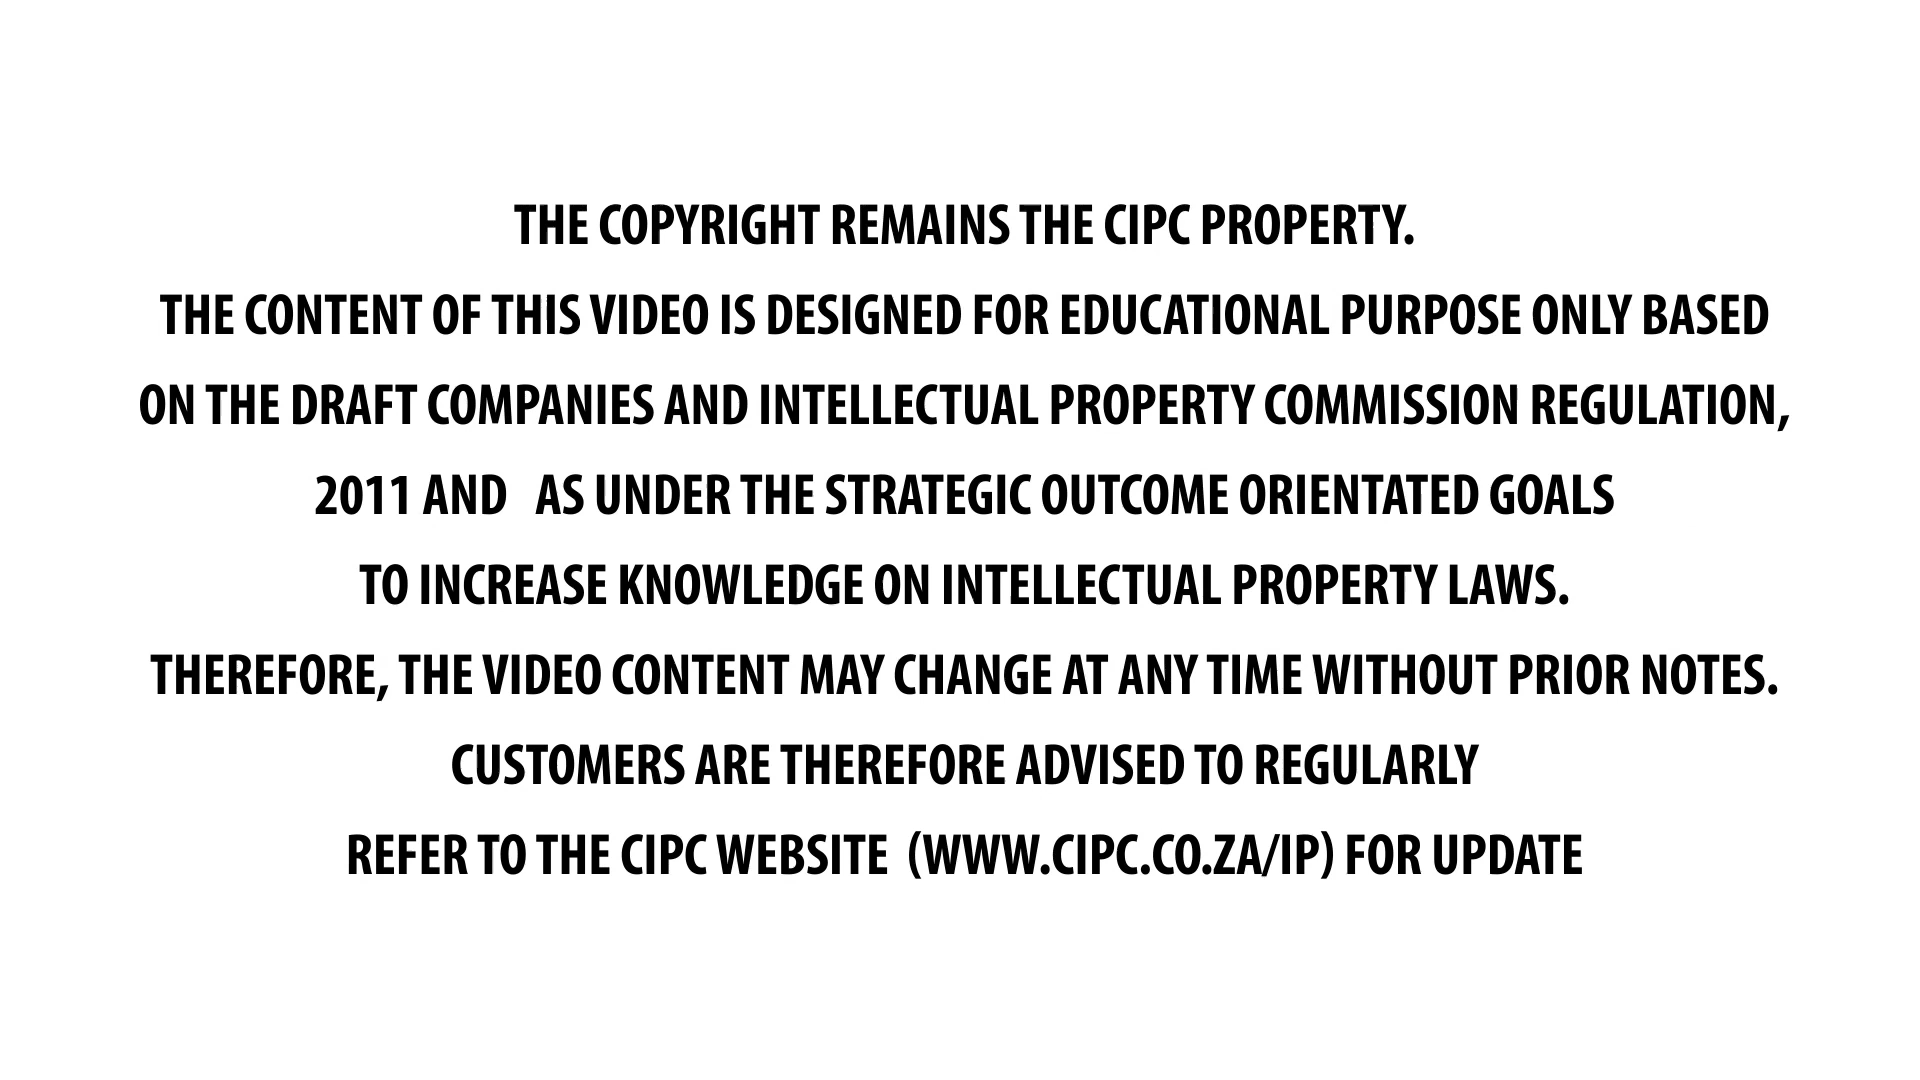 THE COPYRIGHT REMAINS THE CIPC PROPERTY.
THE CONTENT OF THIS VIDEO IS DESIGNED FOR EDUCATIONAL PURPOSE ONLY BASED
ON THE DRAFT COMPANIES AND INTELLECTUAL PROPERTY COMMISSION REGULATION,
2011 AND   AS UNDER THE STRATEGIC OUTCOME ORIENTATED GOALS
TO INCREASE KNOWLEDGE ON INTELLECTUAL PROPERTY LAWS.
THEREFORE, THE VIDEO CONTENT MAY CHANGE AT ANY TIME WITHOUT PRIOR NOTES.
CUSTOMERS ARE THEREFORE ADVISED TO REGULARLY
REFER TO THE CIPC WEBSITE  (WWW.CIPC.CO.ZA/IP) FOR UPDATE